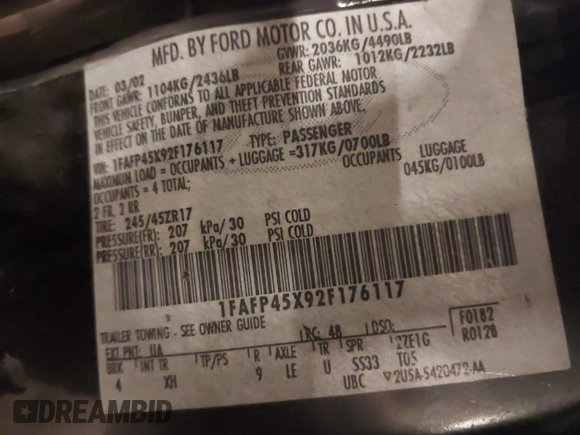 MFD. BY FORD MOTOR CO. IN U.S.A.
03/02 GVWR: 2036KG/4490LB
FRONT GAWR: 1104KG/2436LB REAR GAWR: 1012KG/2232LB
THIS VEHICLE CONFORMS TO ALL APPLICABLE FEDERAL MOTOR
VEHICLE SAFETY, BUMPER, AND THEFT PREVENTION STANDARDS
IN EFFECT ON THE DATE OF MANUFACTURE SHOWN ABOVE.
VIN: 1FAFP45X92F176117 TYPE: PASSENGER
MAXIMUM LOAD = OCCUPANTS + LUGGAGE = 317KG/0700LB
OCCUPANTS LUGGAGE
OCCUPANTS = 4 TOTAL; 045KG/0100LB
2 FR, 2 RR
TIRE: 245/45ZR17
PRESSURE(FR): 207 kPa/30 PSI COLD
PRESSURE(RR): 207 kPa/30 PSI COLD
1FAFP45X92F176117
TRAILER TOWING - SEE OWNER GUIDE
F0182
R0128
EXT PNT: UA RC: 48 DSO:
BRK INT TR TP/PS R AXLE TR SPR 2ZE1G
4 XH 9 LE U SS33 T05
UBC ▽2U5A-5420472-AA
DREAMBID